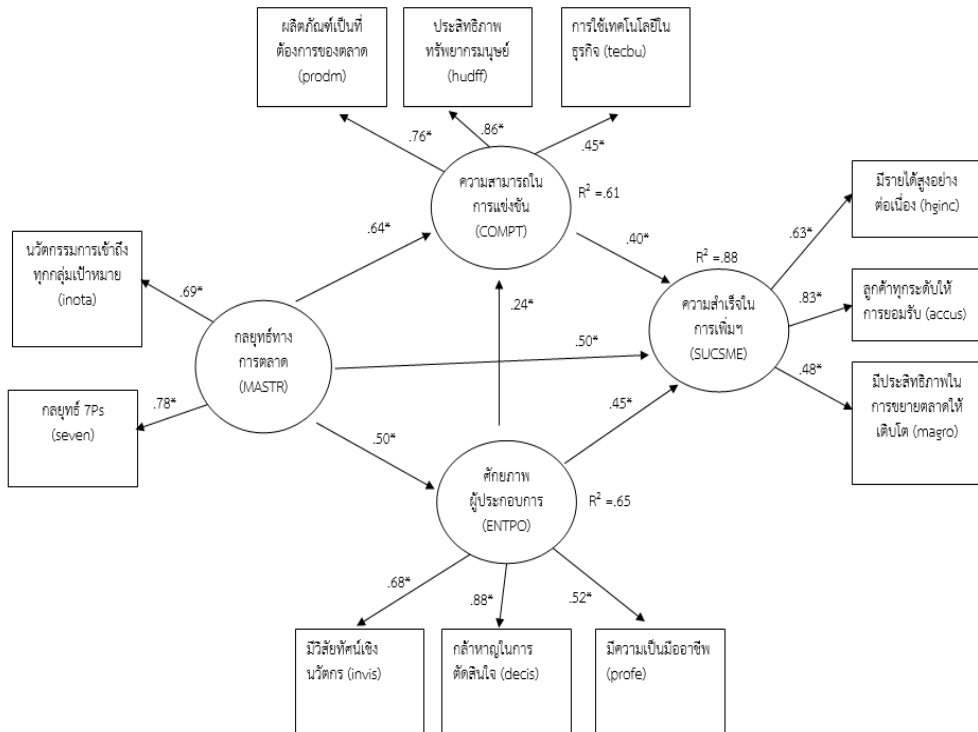 ผลิตภัณฑ์เป็นที่
ต้องการของตลาด
(prodm)
ประสิทธิภาพ
ทรัพยากรมนุษย์
(hudff)
การใช้เทคโนโลยีใน
ธุรกิจ (tecbu)
.76*
.86*
.45*
ความสามารถใน
การแข่งขัน
(COMPT)
R² =.61
มีรายได้สูงอย่าง
ต่อเนื่อง (hginc)
นวัตกรรมการเข้าถึง
ทุกกลุ่มเป้าหมาย
(inota)
.64*
.40*
.63*
R² =.88
.69*
.24*
ความสำเร็จใน
การเพิ่มฯ
(SUCSME)
.83*
ลูกค้าทุกระดับให้
การยอมรับ (accus)
กลยุทธ์ทาง
การตลาด
(MASTR)
.50*
.48*
มีประสิทธิภาพใน
การขยายตลาดให้
เติบโต (magro)
กลยุทธ์ 7Ps
(seven)
.78*
.50*
.45*
ศักยภาพ
ผู้ประกอบการ
(ENTPO)
R² =.65
.68*
.88*
.52*
มีวิสัยทัศน์เชิง
นวัตกร (invis)
กล้าหาญในการ
ตัดสินใจ (decis)
มีความเป็นมืออาชีพ
(profe)